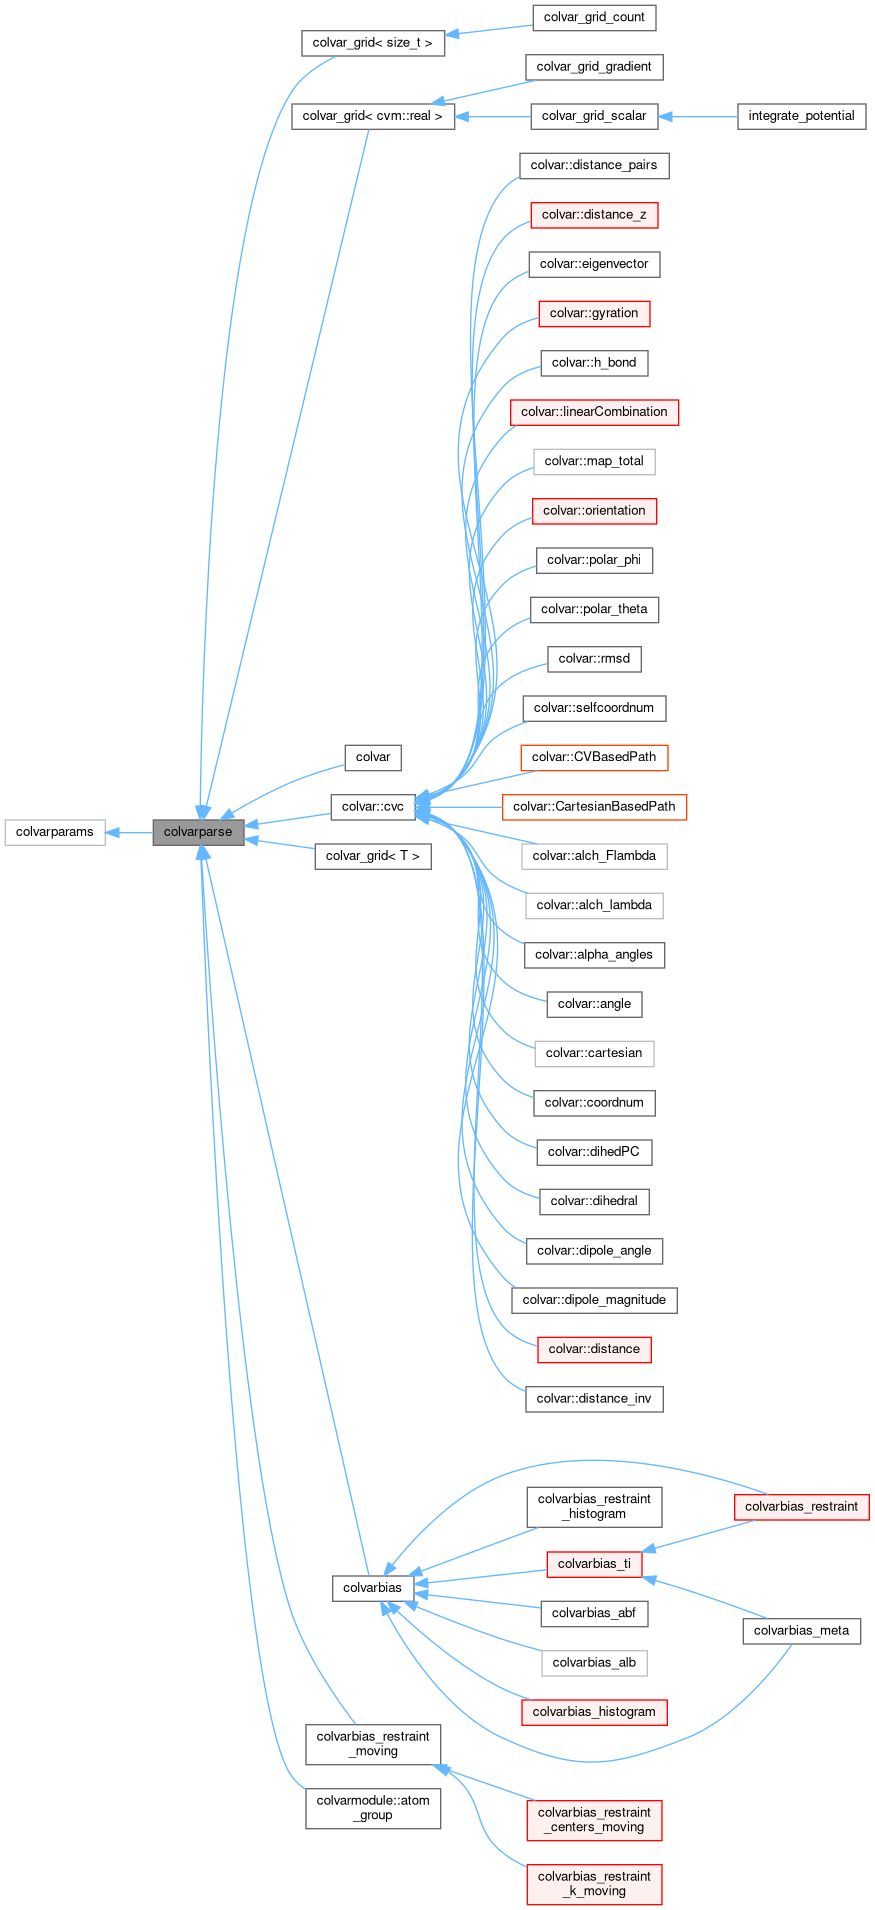 colvar_grid_count
colvar_grid< size_t >
colvar_grid_gradient
colvar_grid< cvm::real >
colvar_grid_scalar
integrate_potential
colvar::distance_pairs
colvar::distance_z
colvar::eigenvector
colvar::gyration
colvar::h_bond
colvar::linearCombination
colvar::map_total
colvar::orientation
colvar::polar_phi
colvar::polar_theta
colvar::rmsd
colvar::selfcoordnum
colvar
colvar::CVBasedPath
colvar::cvc
colvar::CartesianBasedPath
colvarparams
colvarparse
colvar_grid< T >
colvar::alch_Flambda
colvar::alch_lambda
colvar::alpha_angles
colvar::angle
colvar::cartesian
colvar::coordnum
colvar::dihedPC
colvar::dihedral
colvar::dipole_angle
colvar::dipole_magnitude
colvar::distance
colvar::distance_inv
colvarbias_restraint
_histogram
colvarbias_restraint
colvarbias_ti
colvarbias
colvarbias_abf
colvarbias_meta
colvarbias_alb
colvarbias_histogram
colvarbias_restraint
_moving
colvarmodule::atom
_group
colvarbias_restraint
_centers_moving
colvarbias_restraint
_k_moving